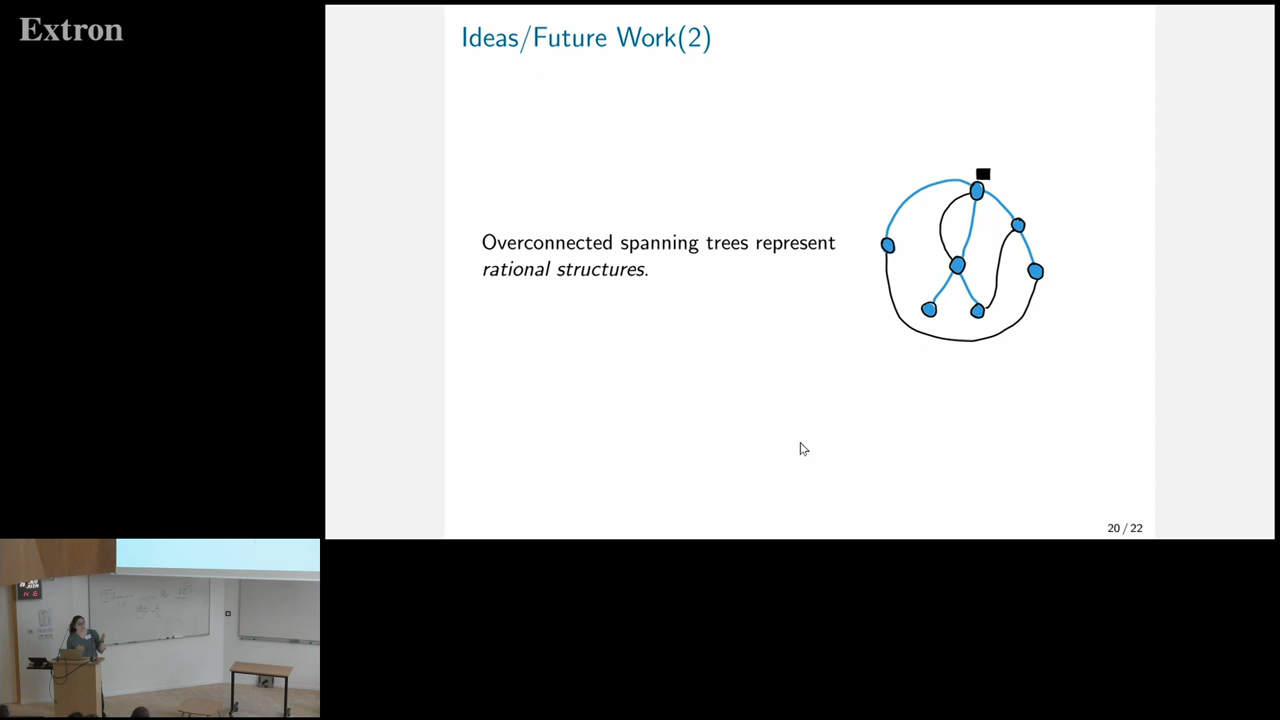 Extron
Ideas/Future Work(2)
Overconnected spanning trees represent
rational structures.
20 / 22